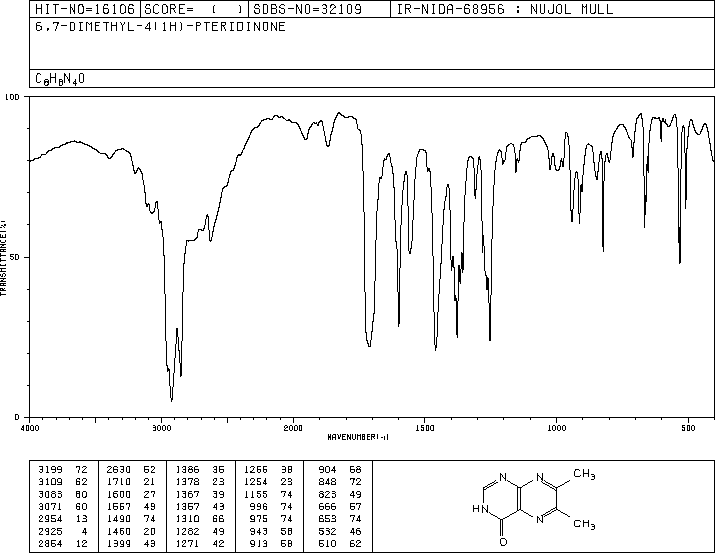 HIT-NO=16106 SCORE= ( ) SDBS-NO=32109 IR-NIDA-68956 : NUJOL MULL
6,7-DIMETHYL-4(1H)-PTERIDINONE
C8H8N4O
100
50
0
TRANSMITTANCE(%)
4000 3000 2000 1500 1000 500
WAVENUMBER(-1)
3199 72 2630 52 1386 35 1266 38 904 68
3109 62 1710 21 1378 23 1254 23 848 72
3083 60 1600 27 1367 39 1155 74 823 49
3071 60 1557 49 1357 43 996 74 666 57
2954 13 1490 74 1310 66 975 74 653 74
2925 4 1460 20 1282 49 943 58 532 46
2854 12 1399 43 1271 42 913 58 510 62
N N CH3
HN N CH3
O